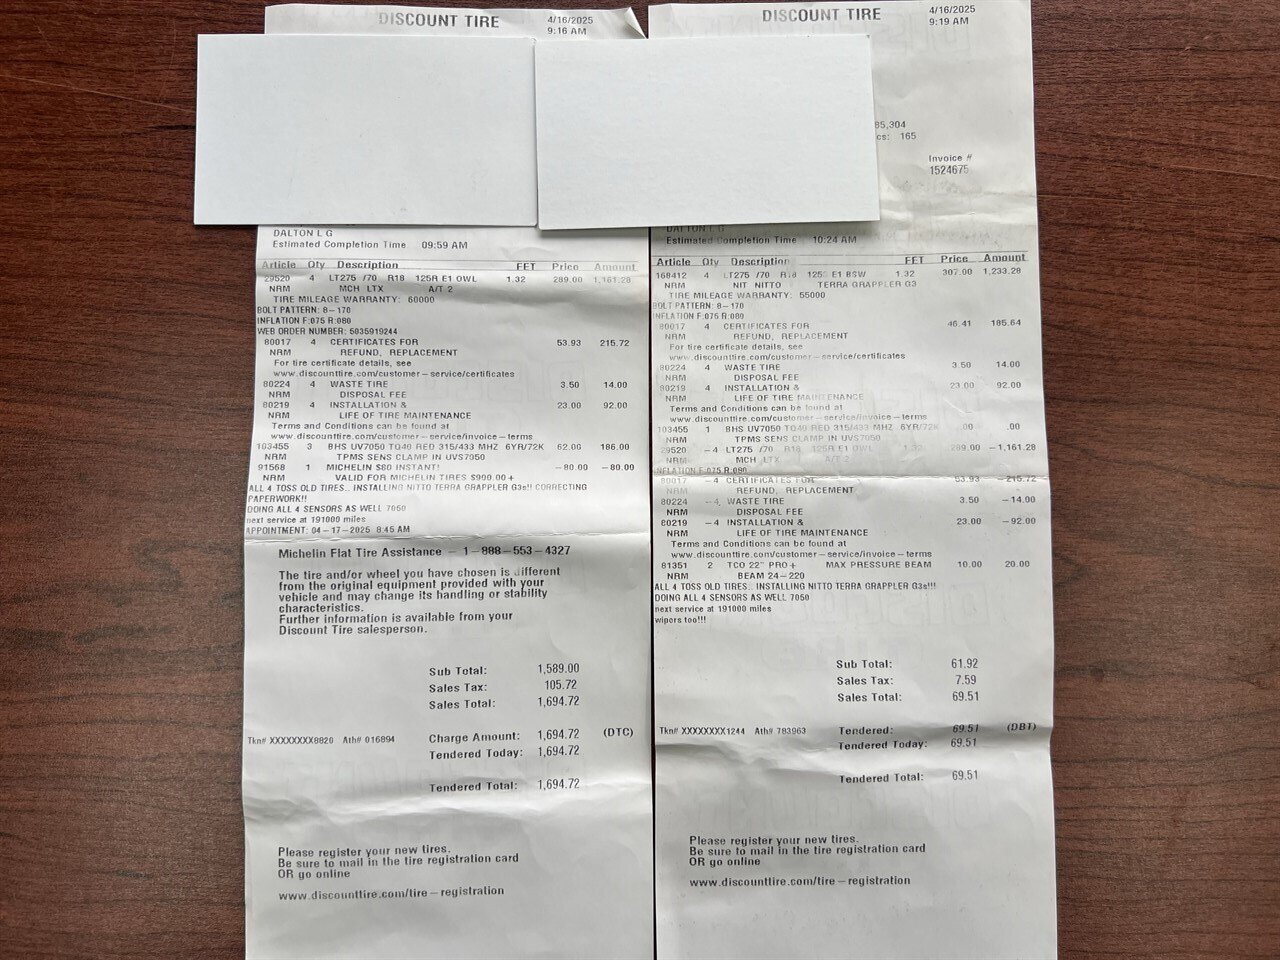 DISCOUNT TIRE 4/16/2025
9:16 AM
DALTON L G
Estimated Completion Time 09:59 AM
Article Qty Description FET Price Amount
29520 4 LT275 /70 R18 125R E1 OWL 1.32 289.00 1,161.28
NRM MCH LTX A/T 2
TIRE MILEAGE WARRANTY: 60000
BOLT PATTERN: 8-170
INFLATION F:075 R:080
WEB ORDER NUMBER: 5835919244
80017 4 CERTIFICATES FOR 53.93 215.72
NRM REFUND, REPLACEMENT
For tire certificate details, see
www.discounttire.com/customer-service/certificates
80224 4 WASTE TIRE 3.50 14.00
NRM DISPOSAL FEE
80219 4 INSTALLATION & 23.00 92.00
NRM LIFE OF TIRE MAINTENANCE
Terms and Conditions can be found at
www.discounttire.com/customer-service/invoice-terms
103455 3 BHS UV7050 TQ40 RED 315/433 MHZ 6YR/72K 62.00 186.00
NRM TPMS SENS CLAMP IN UVS7050
91568 1 MICHELIN $80 INSTANT! -80.00 -80.00
NRM VALID FOR MICHELIN TIRES $900.00+
ALL 4 TOSS OLD TIRES.. INSTALLING NITTO TERRA GRAPPLER G3s!! CORRECTING
PAPERWORK!!
DOING ALL 4 SENSORS AS WELL 7050
next service at 191000 miles
APPOINTMENT: 04-17-2025 8:45 AM
Michelin Flat Tire Assistance - 1-888-553-4327
The tire and/or wheel you have chosen is different
from the original equipment provided with your
vehicle and may change its handling or stability
characteristics.
Further information is available from your
Discount Tire salesperson.
Sub Total: 1,589.00
Sales Tax: 105.72
Sales Total: 1,694.72
Tkn# XXXXXXXX8820 Ath# 016894 Charge Amount: 1,694.72 (DTC)
Tendered Today: 1,694.72
Tendered Total: 1,694.72
Please register your new tires.
Be sure to mail in the tire registration card
OR go online
www.discounttire.com/tire-registration
DISCOUNT TIRE 4/16/2025
9:19 AM
85,304
cs: 165
Invoice #
1524675
DALTON L G
Estimated Completion Time 10:24 AM
Article Qty Description FET Price Amount
168412 4 LT275 /70 R18 125 E1 BSW 1.32 307.00 1,233.28
NRM NIT NITTO TERRA GRAPPLER G3
TIRE MILEAGE WARRANTY: 55000
BOLT PATTERN: 8-170
INFLATION F:075 R:080
80017 4 CERTIFICATES FOR 46.41 185.64
NRM REFUND, REPLACEMENT
For tire certificate details, see
www.discounttire.com/customer-service/certificates
80224 4 WASTE TIRE 3.50 14.00
NRM DISPOSAL FEE
80219 4 INSTALLATION & 23.00 92.00
NRM LIFE OF TIRE MAINTENANCE
Terms and Conditions can be found at
www.discounttire.com/customer-service/invoice-terms
103455 1 BHS UV7050 TQ40 RED 315/433 MHZ 6YR/72K .00 .00
NRM TPMS SENS CLAMP IN UVS7050
29520 -4 LT275 /70 R18 125R E1 OWL 1.32 289.00 -1,161.28
NRM MCH LTX A/T 2
INFLATION F:075 R:080
80017 -4 CERTIFICATES FOR 53.93 -215.72
NRM REFUND, REPLACEMENT
80224 -4 WASTE TIRE 3.50 -14.00
NRM DISPOSAL FEE
80219 -4 INSTALLATION & 23.00 -92.00
NRM LIFE OF TIRE MAINTENANCE
Terms and Conditions can be found at
www.discounttire.com/customer-service/invoice-terms
81351 2 TCO 22" PRO+ MAX PRESSURE BEAM 10.00 20.00
NRM BEAM 24-220
ALL 4 TOSS OLD TIRES.. INSTALLING NITTO TERRA GRAPPLER G3s!!!
DOING ALL 4 SENSORS AS WELL 7050
next service at 191000 miles
wipers too!!!
Sub Total: 61.92
Sales Tax: 7.59
Sales Total: 69.51
Tkn# XXXXXXXX1244 Ath# 783963 Tendered: 69.51 (DBT)
Tendered Today: 69.51
Tendered Total: 69.51
Please register your new tires.
Be sure to mail in the tire registration card
OR go online
www.discounttire.com/tire-registration